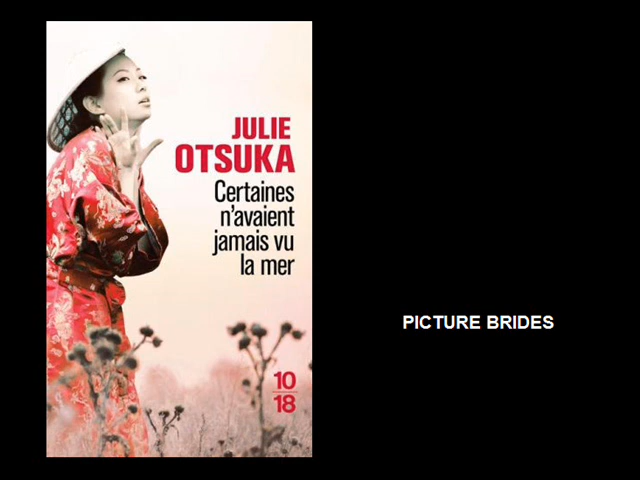 JULIE
OTSUKA
Certaines
n'avaient
jamais vu
la mer
10
18
PICTURE BRIDES